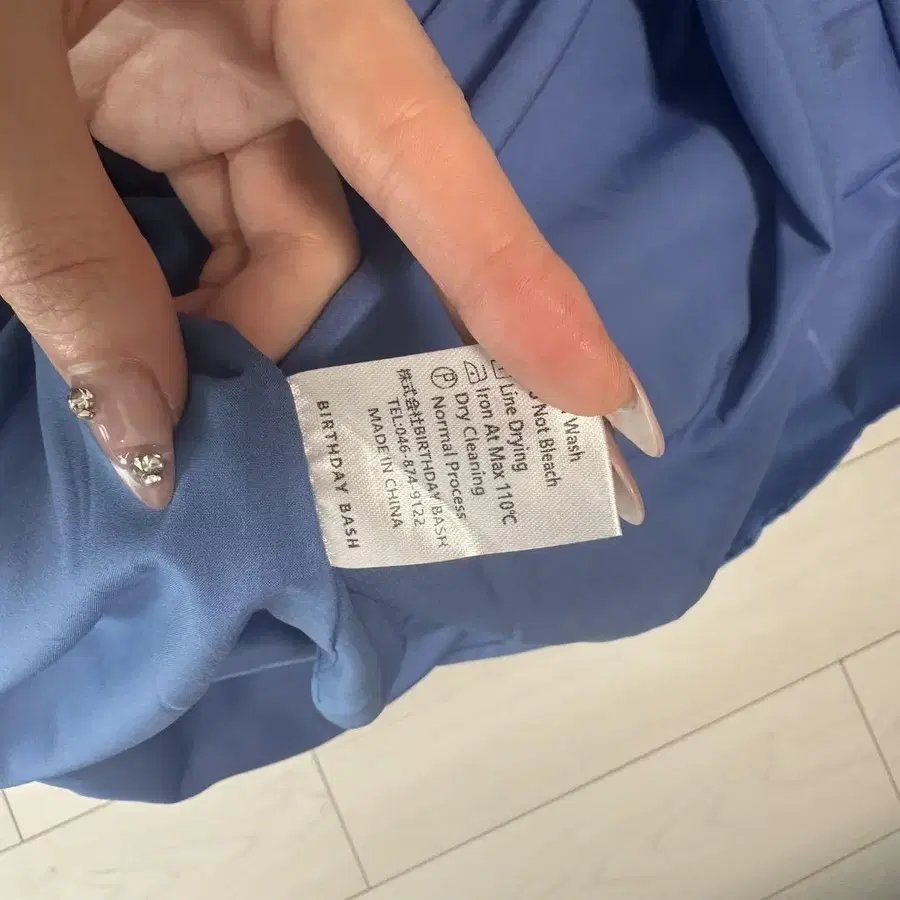 Wash
Not Bleach
Line Drying
Iron At Max 110℃
Dry Cleaning
Ⓟ Normal Process
株式会社BIRTHDAY BASH
TEL:046-874-9122
MADE IN CHINA
BIRTHDAY BASH